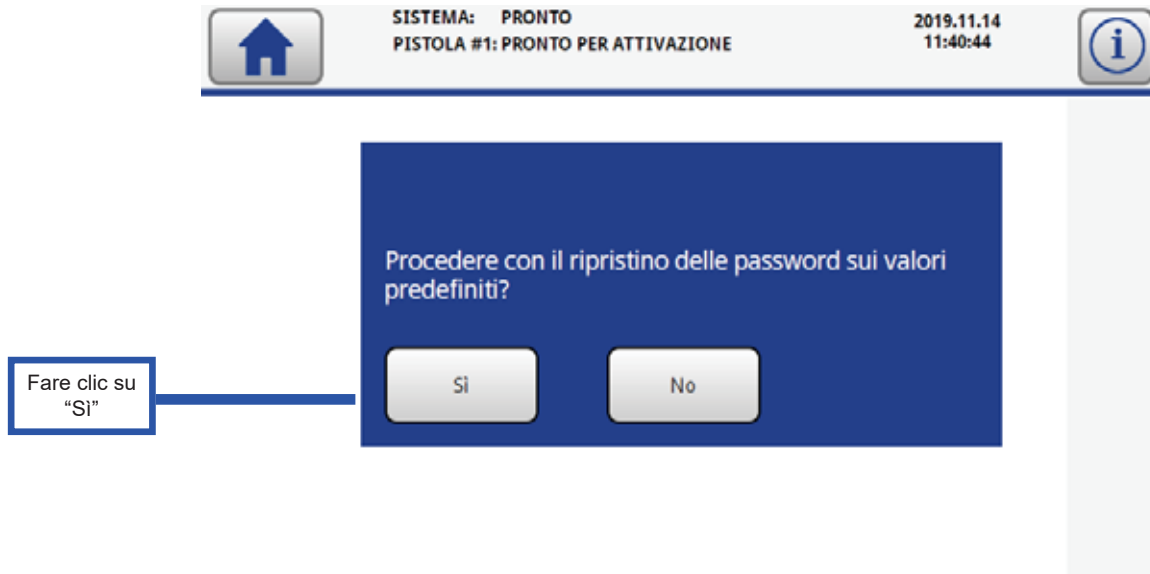 SISTEMA: PRONTO
PISTOLA #1: PRONTO PER ATTIVAZIONE
2019.11.14
11:40:44
i
Procedere con il ripristino delle password sui valori
predefiniti?
Sì
No
Fare clic su
“Sì”